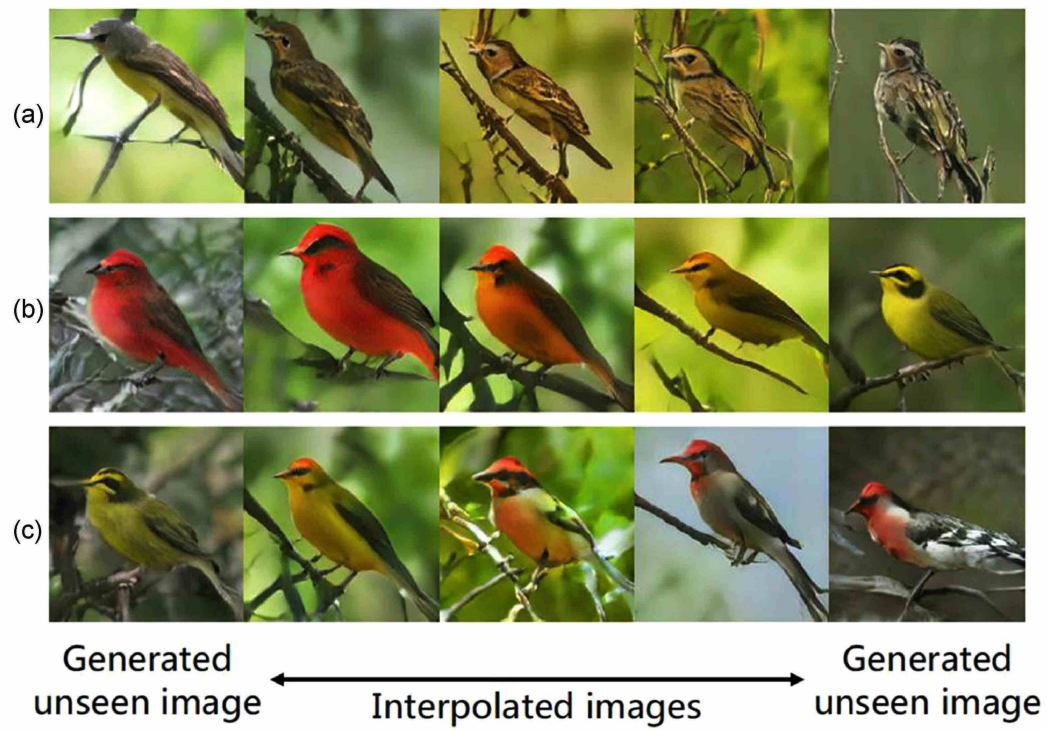 (a)
(b)
(c)
Generated
unseen image
Interpolated images
Generated
unseen image